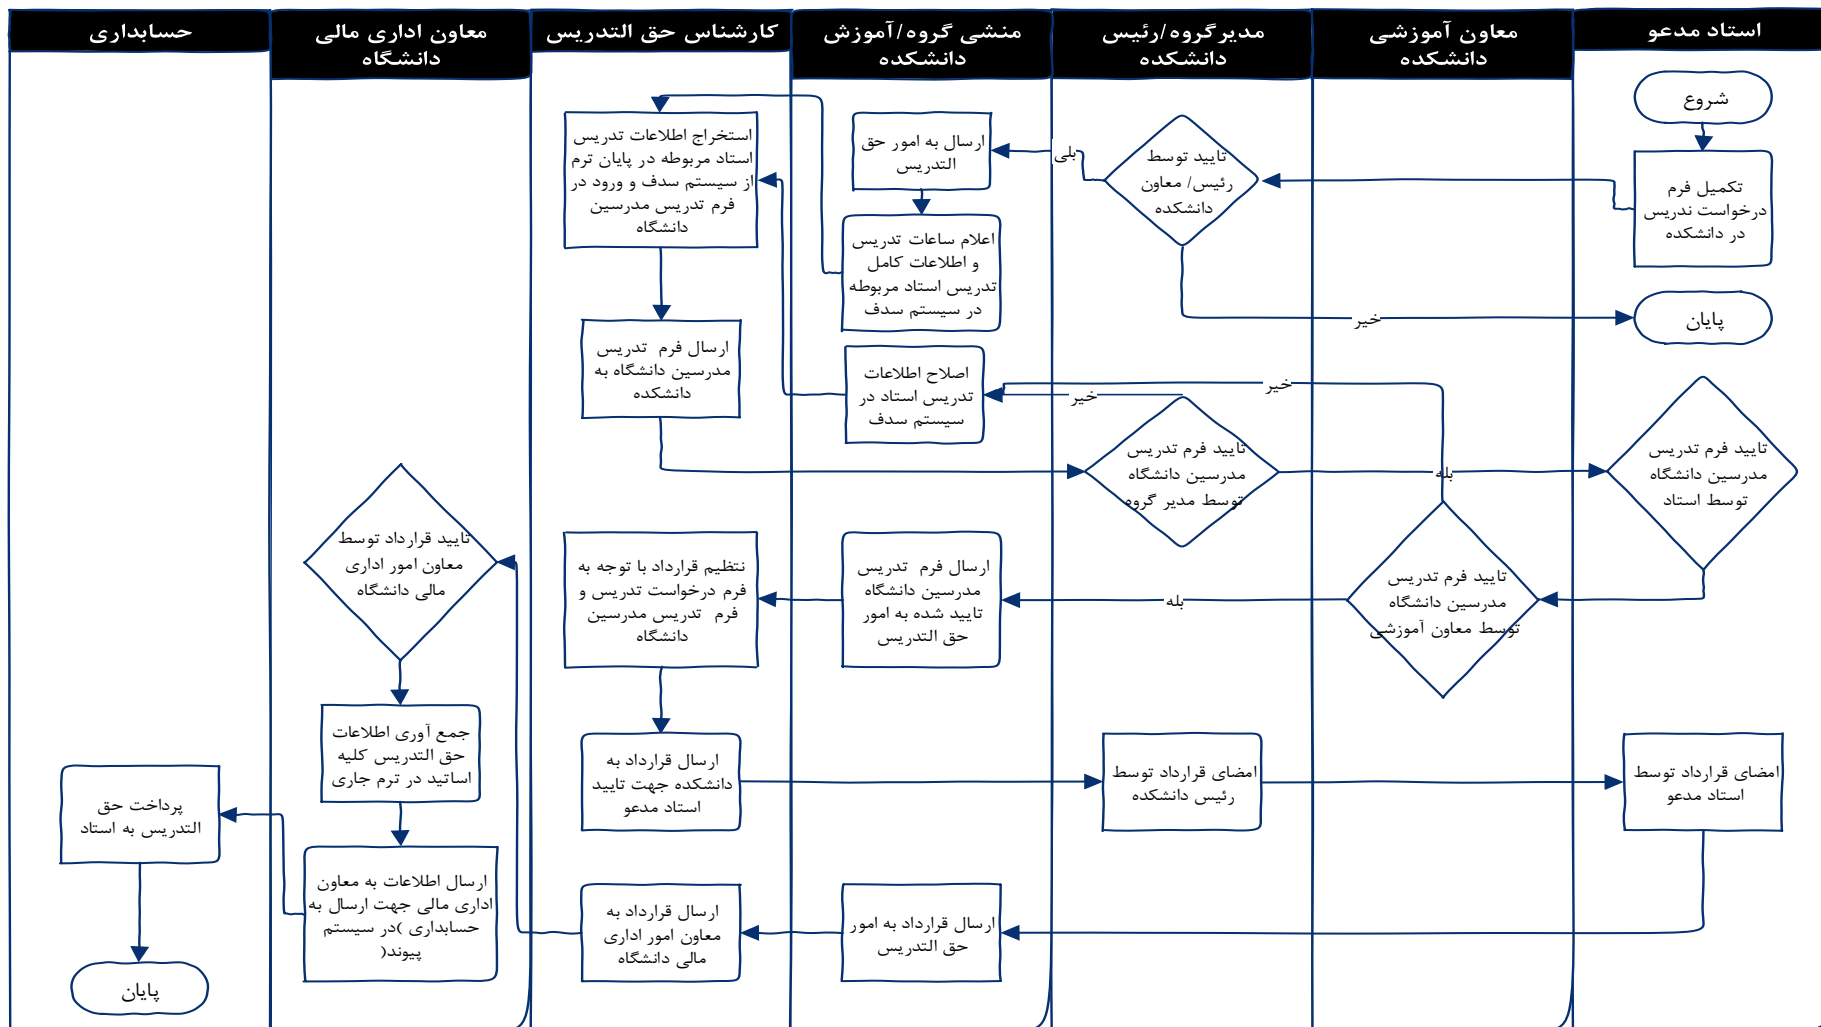 استاد مدعو
معاون آموزشی
دانشکده
مدیرگروه/رئیس
دانشکده
منشی گروه/آموزش
دانشکده
کارشناس حق التدریس
معاون اداری مالی
دانشگاه
حسابداری
شروع
تکمیل فرم
درخواست ندریس
در دانشکده
تایید توسط
رئیس/ معاون
دانشکده
بلی
خیر
پایان
ارسال به امور حق
التدریس
اعلام ساعات تدریس
و اطلاعات کامل
تدریس استاد مربوطه
در سیستم سدف
استخراج اطلاعات تدریس
استاد مربوطه در پایان ترم
از سیستم سدف و ورود در
فرم تدریس مدرسین
دانشگاه
ارسال فرم تدریس
مدرسین دانشگاه به
دانشکده
اصلاح اطلاعات
تدریس استاد در
سیستم سدف
خیر
خیر
تایید فرم تدریس
مدرسین دانشگاه
توسط مدیر گروه
بله
تایید فرم تدریس
مدرسین دانشگاه
توسط استاد
تایید فرم تدریس
مدرسین دانشگاه
توسط معاون آموزشی
بله
ارسال فرم تدریس
مدرسین دانشگاه
تایید شده به امور
حق التدریس
نتظیم قرارداد با توجه به
فرم درخواست تدریس و
فرم تدریس مدرسین
دانشگاه
ارسال قرارداد به
دانشکده جهت تایید
استاد مدعو
امضای قرارداد توسط
رئیس دانشکده
امضای قرارداد توسط
استاد مدعو
ارسال قرارداد به امور
حق التدریس
ارسال قرارداد به
معاون امور اداری
مالی دانشگاه
تایید قرارداد توسط
معاون امور اداری
مالی دانشگاه
جمع آوری اطلاعات
حق التدریس کلیه
اساتید در ترم جاری
ارسال اطلاعات به معاون
اداری مالی جهت ارسال به
حسابداری )در سیستم
پیوند(
پرداخت حق
التدریس به استاد
پایان